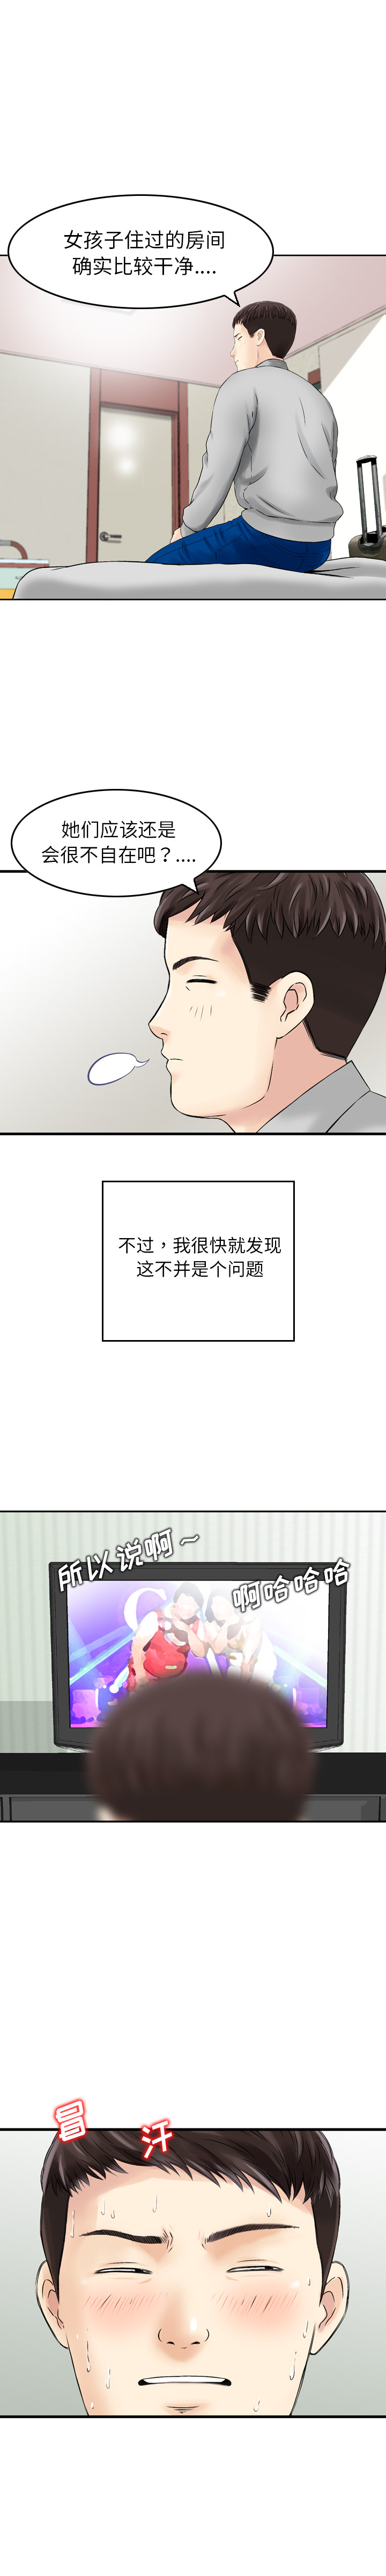 女孩子住过的房间
确实比较干净....
她们应该还是
会很不自在吧？....
不过，我很快就发现
这不并是个问题
所以说啊～
啊哈哈哈
冒汗